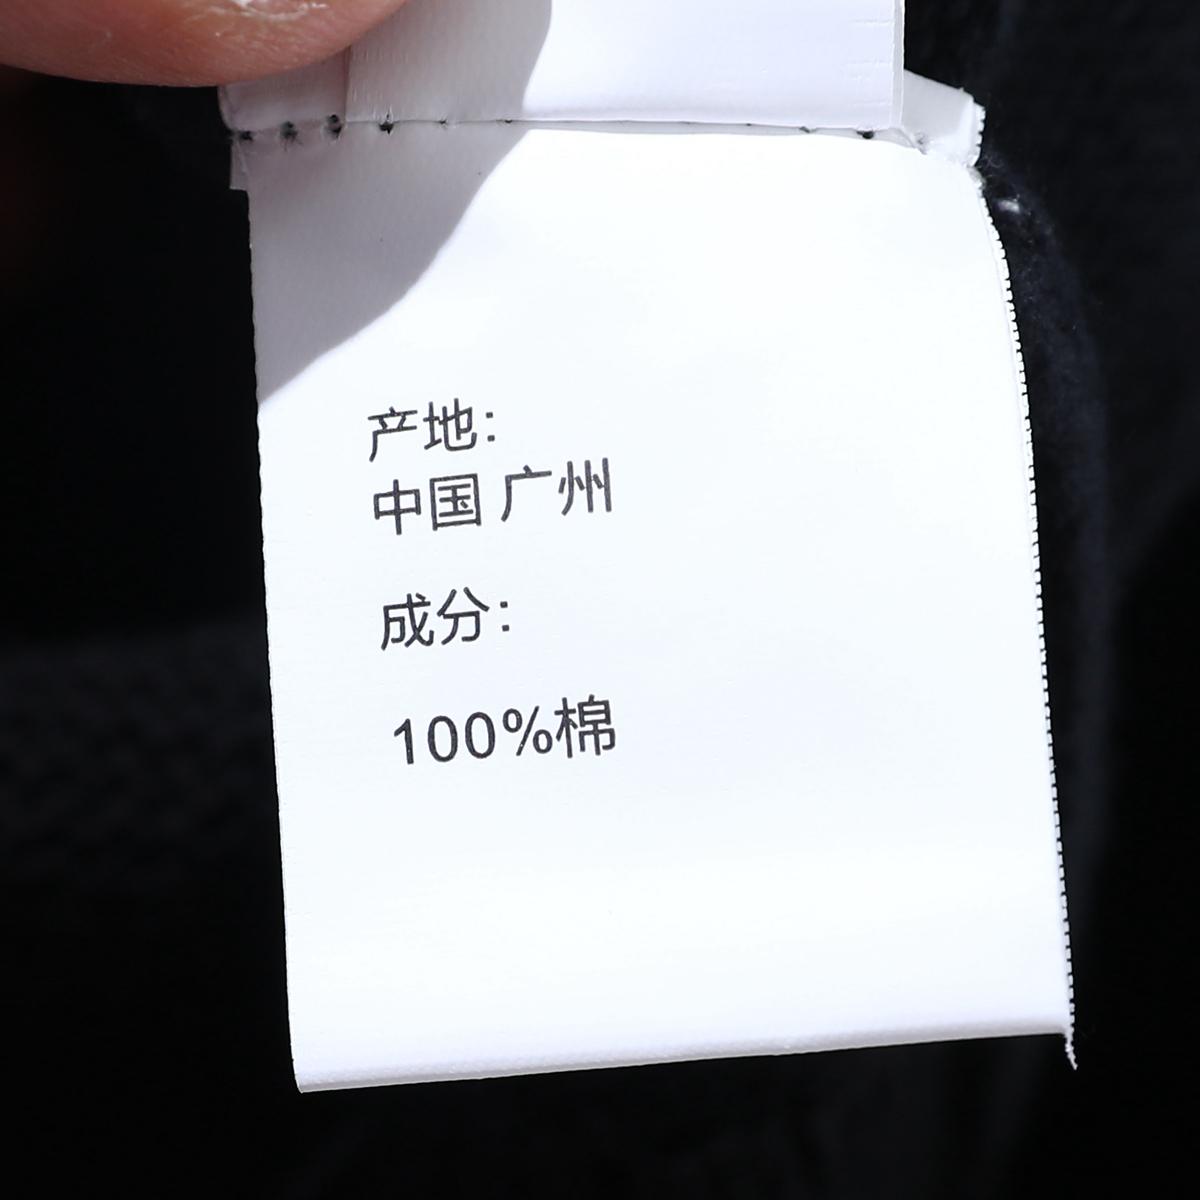 产地:
中国 广州
成分:
100%棉